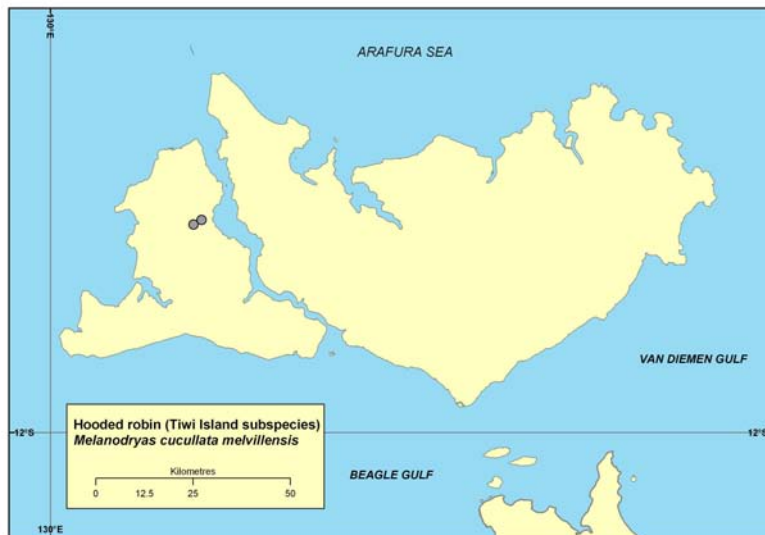 130°E
ARAFURA SEA
VAN DIEMEN GULF
Hooded robin (Tiwi Island subspecies)
Melanodryas cucullata melvillensis
Kilometres
0 12.5 25 50
12°S
12°S
BEAGLE GULF
130°E